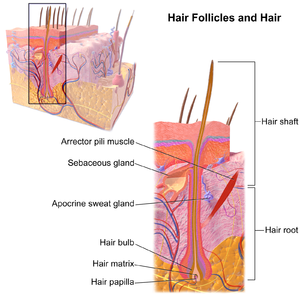 Hair Follicles and Hair
Hair shaft
Arrector pili muscle
Sebaceous gland
Apocrine sweat gland
Hair root
Hair bulb
Hair matrix
Hair papilla